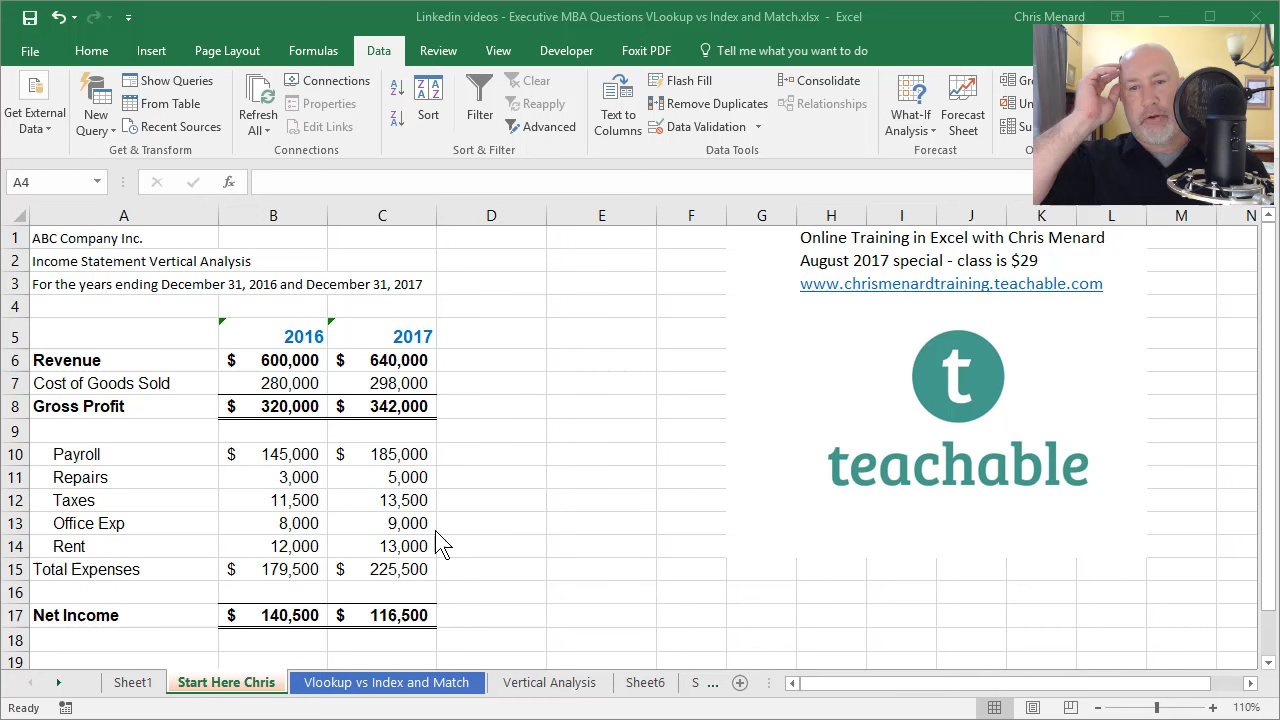 Linkedin videos - Executive MBA Questions VLookup vs Index and Match.xlsx - Excel
Chris Menard
File Home Insert Page Layout Formulas Data Review View Developer Foxit PDF Tell me what you want to do
Get External Data
New Query
Show Queries
From Table
Recent Sources
Get & Transform
Refresh All
Connections
Properties
Edit Links
Connections
Sort
Filter
Clear
Reapply
Advanced
Sort & Filter
Text to Columns
Flash Fill
Remove Duplicates
Data Validation
Consolidate
Relationships
Data Tools
What-If Analysis
Forecast Sheet
Forecast
A4
fx
A B C D E F G H I J K L M N
1 ABC Company Inc.
2 Income Statement Vertical Analysis
3 For the years ending December 31, 2016 and December 31, 2017
4
5 2016 2017
6 Revenue $ 600,000 $ 640,000
7 Cost of Goods Sold 280,000 298,000
8 Gross Profit $ 320,000 $ 342,000
9
10 Payroll $ 145,000 $ 185,000
11 Repairs 3,000 5,000
12 Taxes 11,500 13,500
13 Office Exp 8,000 9,000
14 Rent 12,000 13,000
15 Total Expenses $ 179,500 $ 225,500
16
17 Net Income $ 140,500 $ 116,500
18
19
Online Training in Excel with Chris Menard
August 2017 special - class is $29
www.chrismenardtraining.teachable.com
t
teachable
Sheet1 Start Here Chris Vlookup vs Index and Match Vertical Analysis Sheet6 S ...
Ready
110%